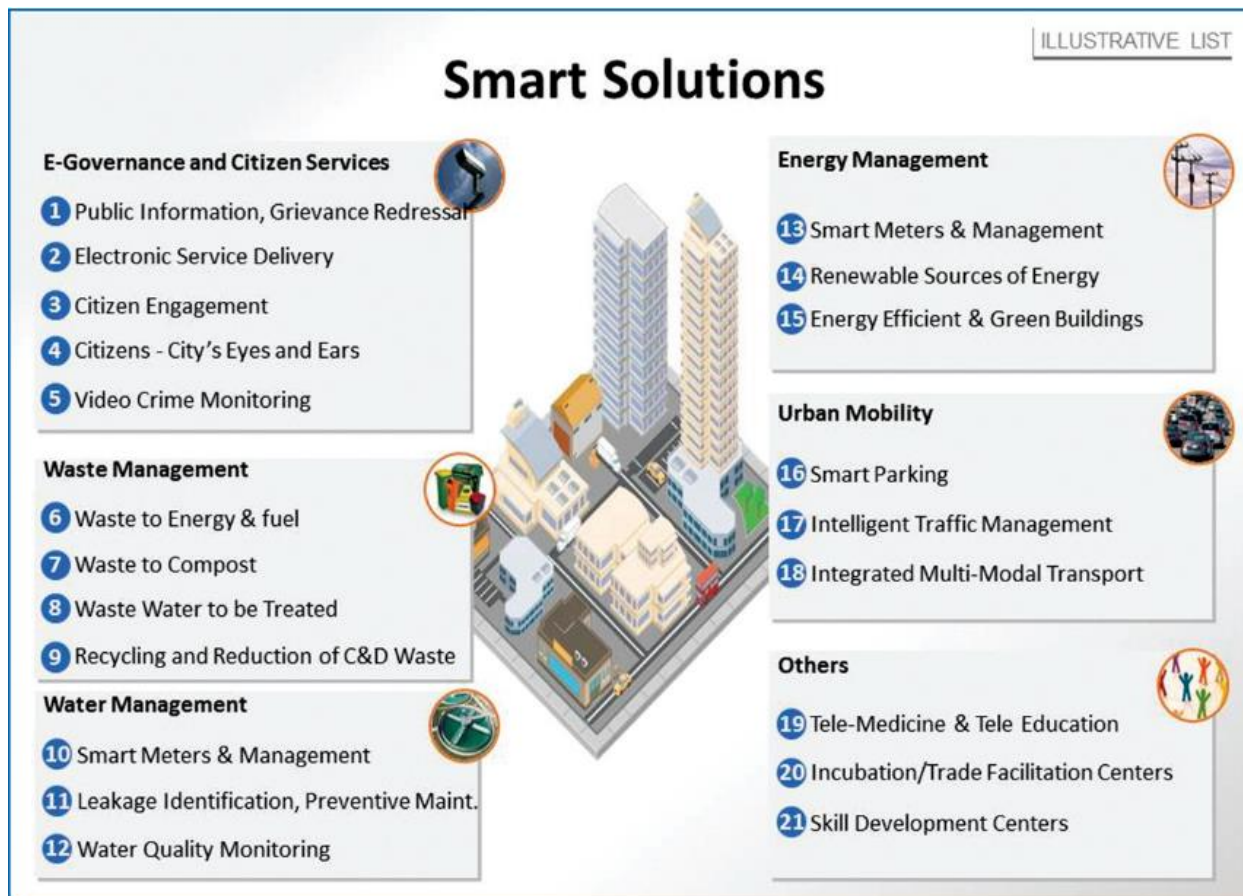 ILLUSTRATIVE LIST
Smart Solutions
E-Governance and Citizen Services
1 Public Information, Grievance Redressal
2 Electronic Service Delivery
3 Citizen Engagement
4 Citizens - City's Eyes and Ears
5 Video Crime Monitoring
Waste Management
6 Waste to Energy & fuel
7 Waste to Compost
8 Waste Water to be Treated
9 Recycling and Reduction of C&D Waste
Water Management
10 Smart Meters & Management
11 Leakage Identification, Preventive Maint.
12 Water Quality Monitoring
Energy Management
13 Smart Meters & Management
14 Renewable Sources of Energy
15 Energy Efficient & Green Buildings
Urban Mobility
16 Smart Parking
17 Intelligent Traffic Management
18 Integrated Multi-Modal Transport
Others
19 Tele-Medicine & Tele Education
20 Incubation/Trade Facilitation Centers
21 Skill Development Centers